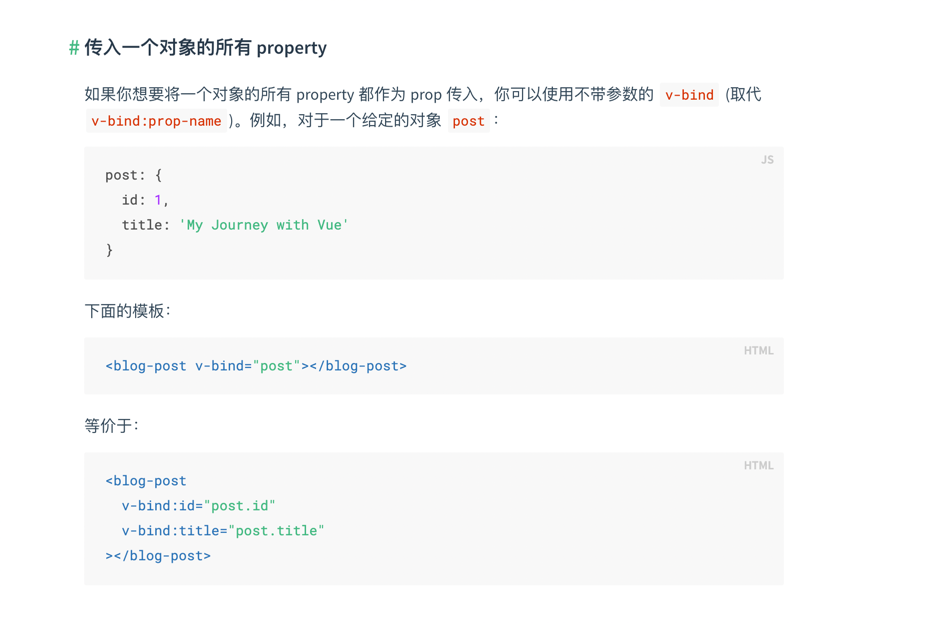 # 传入一个对象的所有 property
如果你想要将一个对象的所有 property 都作为 prop 传入，你可以使用不带参数的 v-bind (取代
v-bind:prop-name)。例如，对于一个给定的对象 post：
JS
post: {
  id: 1,
  title: 'My Journey with Vue'
}
下面的模板：
HTML
<blog-post v-bind="post"></blog-post>
等价于：
HTML
<blog-post
  v-bind:id="post.id"
  v-bind:title="post.title"
></blog-post>